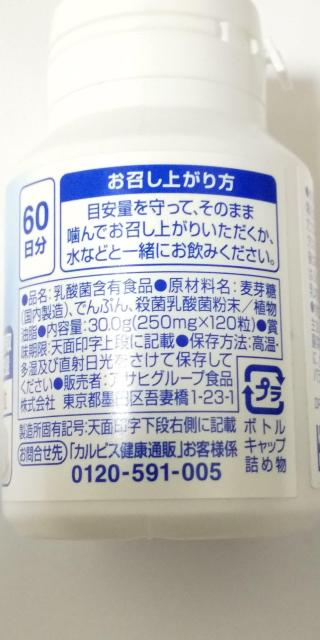 60
日分
お召し上がり方
目安量を守って、そのまま
噛んでお召し上がりいただくか、
水などと一緒にお飲みください。
●品名:乳酸菌含有食品●原材料名:麦芽糖
(国内製造)、でんぷん、殺菌乳酸菌粉末/植物
油脂●内容量:30.0g(250mg×120粒)●賞
味期限:天面印字上段に記載●保存方法:高温・
多湿及び直射日光をさけて保存して
ください●販売者:アサヒグループ食品
株式会社 東京都墨田区吾妻橋1-23-1
製造所固有記号:天面印字下段右側に記載
お問合せ先 「カルピス健康通販」お客様係
0120-591-005
プラ
ボトル
キャップ
詰め物